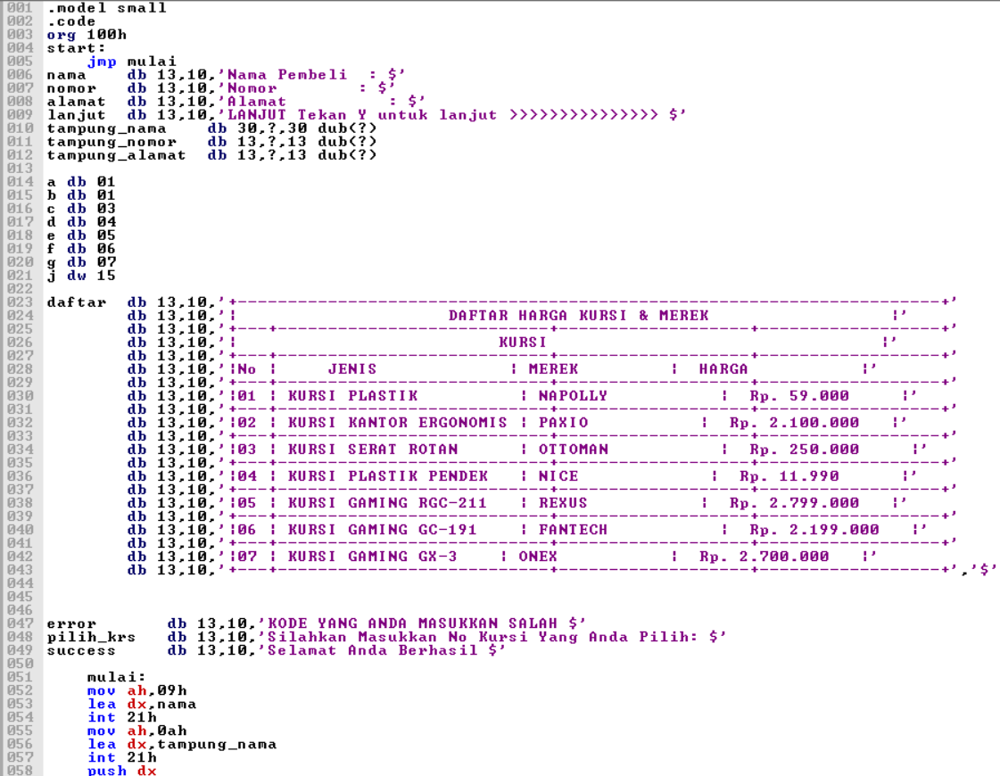 001 .model small
002 .code
003 org 100h
004 start:
005     jmp mulai
006 nama    db 13,10,'Nama Pembeli  : $'
007 nomor   db 13,10,'Nomor        : $'
008 alamat  db 13,10,'Alamat          : $'
009 lanjut  db 13,10,'LANJUT Tekan Y untuk lanjut >>>>>>>>>>>>>>> $'
010 tampung_nama    db 30,?,30 dub(?)
011 tampung_nomor   db 13,?,13 dub(?)
012 tampung_alamat  db 13,?,13 dub(?)
013
014 a db 01
015 b db 01
016 c db 03
017 d db 04
018 e db 05
019 f db 06
020 g db 07
021 j dw 15
022
023 daftar  db 13,10,'+----------------------------------------------------------------------+'
024         db 13,10,'¦                     DAFTAR HARGA KURSI & MEREK                  ¦'
025         db 13,10,'+---+---------------------------+-------------------+------------------+'
026         db 13,10,'¦                          KURSI                                 ¦'
027         db 13,10,'+---+---------------------------+-------------------+------------------+'
028         db 13,10,'¦No ¦     JENIS             ¦ MEREK         ¦  HARGA           ¦'
029         db 13,10,'+---+---------------------------+-------------------+------------------+'
030         db 13,10,'¦01 ¦ KURSI PLASTIK          ¦ NAPOLLY           ¦  Rp. 59.000     ¦'
031         db 13,10,'+---+---------------------------+-------------------+------------------+'
032         db 13,10,'¦02 ¦ KURSI KANTOR ERGONOMIS ¦ PAXIO           ¦  Rp. 2.100.000   ¦'
033         db 13,10,'+---+---------------------------+-------------------+------------------+'
034         db 13,10,'¦03 ¦ KURSI SERAT ROTAN      ¦ OTTOMAN           ¦  Rp. 250.000     ¦'
035         db 13,10,'+---+---------------------------+-------------------+------------------+'
036         db 13,10,'¦04 ¦ KURSI PLASTIK PENDEK   ¦ NICE             ¦  Rp. 11.990      ¦'
037         db 13,10,'+---+---------------------------+-------------------+------------------+'
038         db 13,10,'¦05 ¦ KURSI GAMING RGC-211   ¦ REXUS           ¦  Rp. 2.799.000   ¦'
039         db 13,10,'+---+---------------------------+-------------------+------------------+'
040         db 13,10,'¦06 ¦ KURSI GAMING GC-191    ¦ FANTECH           ¦  Rp. 2.199.000   ¦'
041         db 13,10,'+---+---------------------------+-------------------+------------------+'
042         db 13,10,'¦07 ¦ KURSI GAMING GX-3    ¦ ONEX           ¦  Rp. 2.700.000   ¦'
043         db 13,10,'+---+---------------------------+-------------------+------------------+','$'
044
045
046
047 error       db 13,10,'KODE YANG ANDA MASUKKAN SALAH $'
048 pilih_krs   db 13,10,'Silahkan Masukkan No Kursi Yang Anda Pilih: $'
049 success     db 13,10,'Selamat Anda Berhasil $'
050
051     mulai:
052     mov ah,09h
053     lea dx,nama
054     int 21h
055     mov ah,0ah
056     lea dx,tampung_nama
057     int 21h
058     push dx